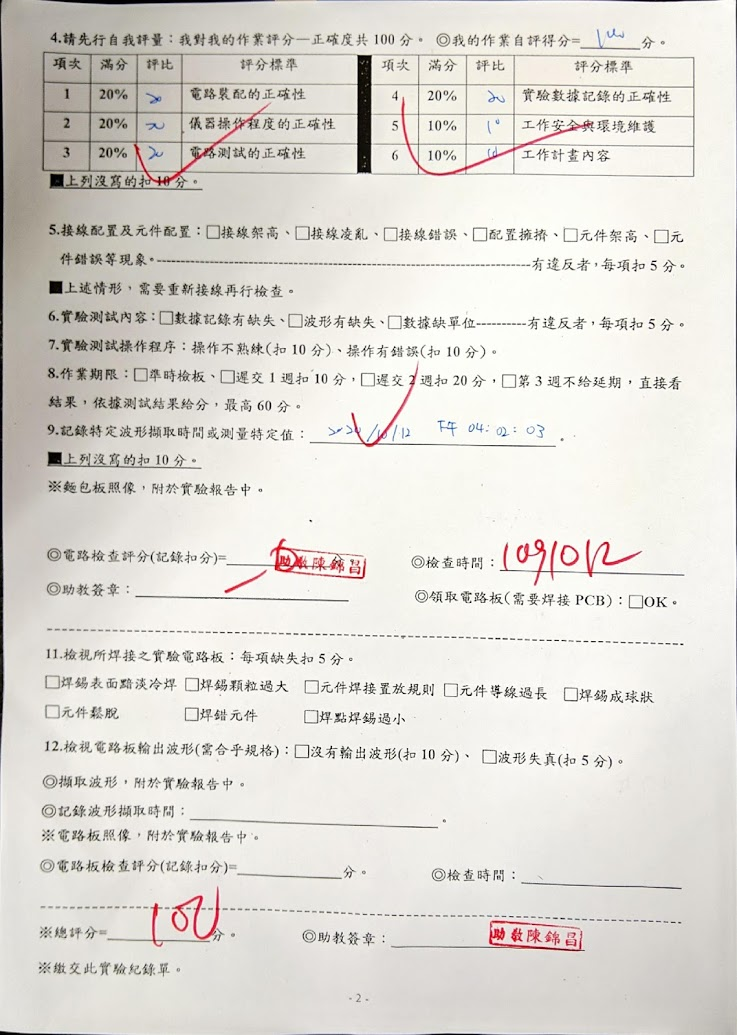 4.請先行自我評量：我對我的作業評分—正確度共 100 分。 ◎我的作業自評得分=100分。
項次 滿分 評比 評分標準 項次 滿分 評比 評分標準
1 20% 20 電路裝配的正確性 4 20% 20 實驗數據記錄的正確性
2 20% 20 儀器操作程度的正確性 5 10% 10 工作安全與環境維護
3 20% 20 電路測試的正確性 6 10% 10 工作計畫內容
■上列沒寫的扣 10 分。
5.接線配置及元件配置：□接線架高、□接線凌亂、□接線錯誤、□配置擁擠、□元件架高、□元
件錯誤等現象。----------有違反者，每項扣 5 分。
■上述情形，需要重新接線再行檢查。
6.實驗測試內容：□數據記錄有缺失、□波形有缺失、□數據缺單位----------有違反者，每項扣 5 分。
7.實驗測試操作程序：操作不熟練(扣 10 分)、操作有錯誤(扣 10 分)。
8.作業期限：□準時檢板、□遲交 1 週扣 10 分，□遲交 2 週扣 20 分，□第 3 週不給延期，直接看
結果，依據測試結果給分，最高 60 分。
9.記錄特定波形擷取時間或測量特定值：2020/10/12 下午 04:02:03。
■上列沒寫的扣 10 分。
※麵包板照像，附於實驗報告中。
◎電路檢查評分(記錄扣分)= 分 助教陳錦昌 ◎檢查時間：1091012
◎助教簽章： ◎領取電路板(需要焊接 PCB)：□OK。
11.檢視所焊接之實驗電路板：每項缺失扣 5 分。
□焊錫表面黯淡冷焊 □焊錫顆粒過大 □元件焊接置放規則 □元件導線過長 □焊錫成球狀
□元件鬆脫 □焊錯元件 □焊點焊錫過小
12.檢視電路板輸出波形(需合乎規格)：□沒有輸出波形(扣 10 分)、 □波形失真(扣 5 分)。
◎擷取波形，附於實驗報告中。
◎記錄波形擷取時間：。
※電路板照像，附於實驗報告中。
◎電路板檢查評分(記錄扣分)=分。 ◎檢查時間：
※總評分=100分。 ◎助教簽章：助教陳錦昌
※繳交此實驗紀錄單。
- 2 -